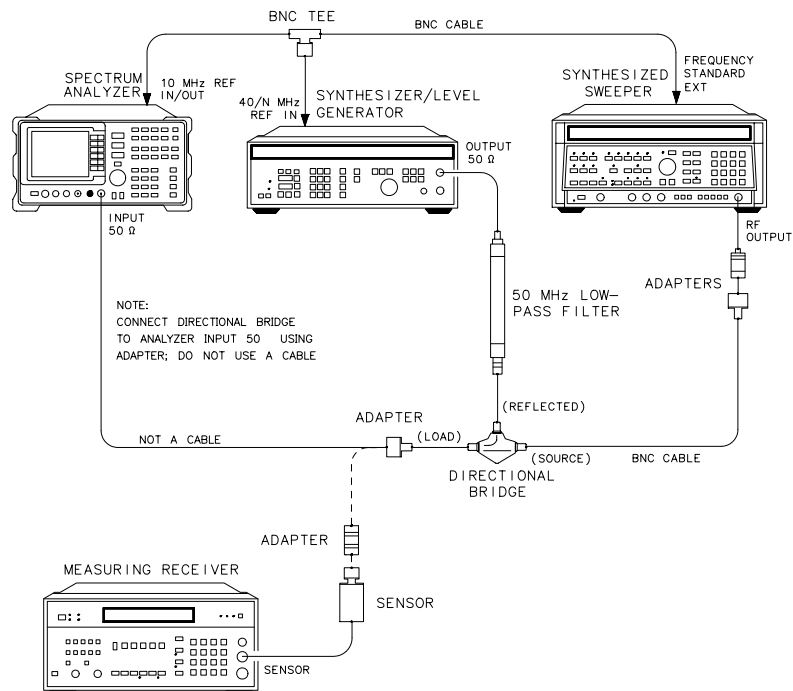 BNC TEE
BNC CABLE
SPECTRUM
ANALYZER
10 MHz REF
IN/OUT
40/N MHz
REF IN
SYNTHESIZER/LEVEL
GENERATOR
SYNTHESIZED
SWEEPER
FREQUENCY
STANDARD
EXT
OUTPUT
50 Ω
INPUT
50 Ω
RF
OUTPUT
ADAPTERS
50 MHz LOW-
PASS FILTER
NOTE:
CONNECT DIRECTIONAL BRIDGE
TO ANALYZER INPUT 50 USING
ADAPTER; DO NOT USE A CABLE
(REFLECTED)
ADAPTER
(LOAD)
NOT A CABLE
(SOURCE)
BNC CABLE
DIRECTIONAL
BRIDGE
ADAPTER
MEASURING RECEIVER
SENSOR
SENSOR